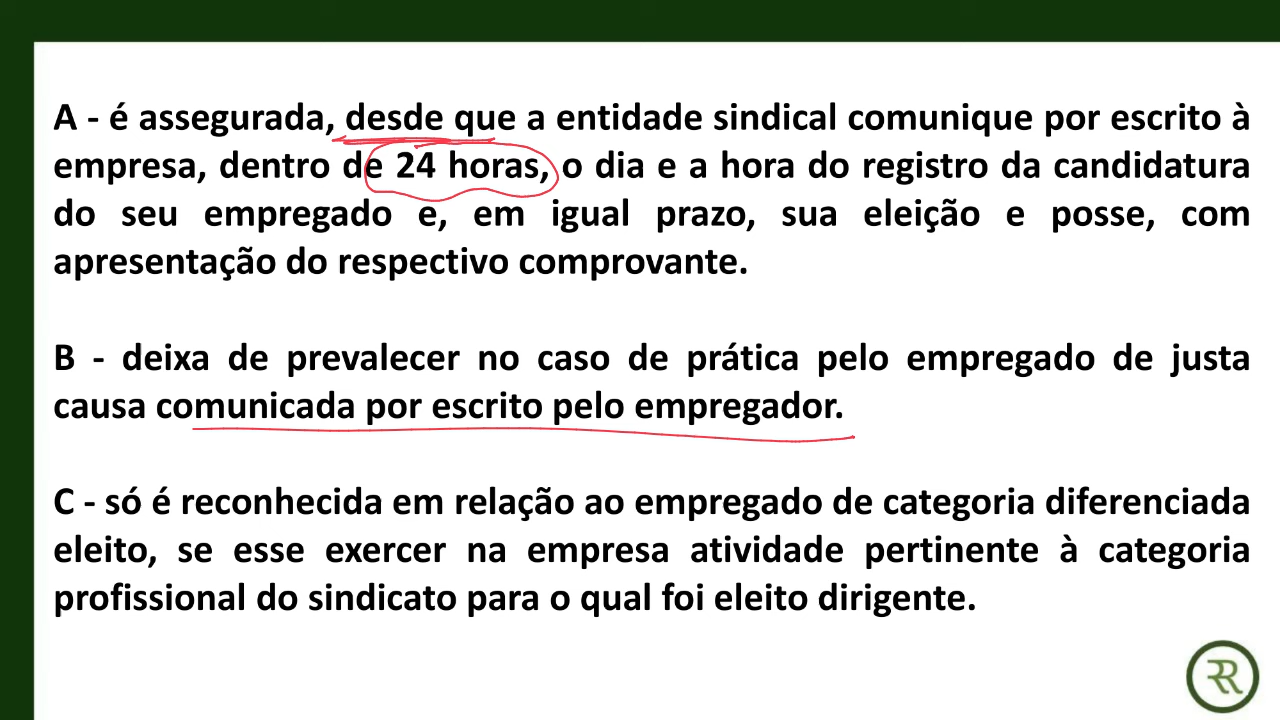 A - é assegurada, desde que a entidade sindical comunique por escrito à
empresa, dentro de 24 horas, o dia e a hora do registro da candidatura
do seu empregado e, em igual prazo, sua eleição e posse, com
apresentação do respectivo comprovante.
B - deixa de prevalecer no caso de prática pelo empregado de justa
causa comunicada por escrito pelo empregador.
C - só é reconhecida em relação ao empregado de categoria diferenciada
eleito, se esse exercer na empresa atividade pertinente à categoria
profissional do sindicato para o qual foi eleito dirigente.
RR